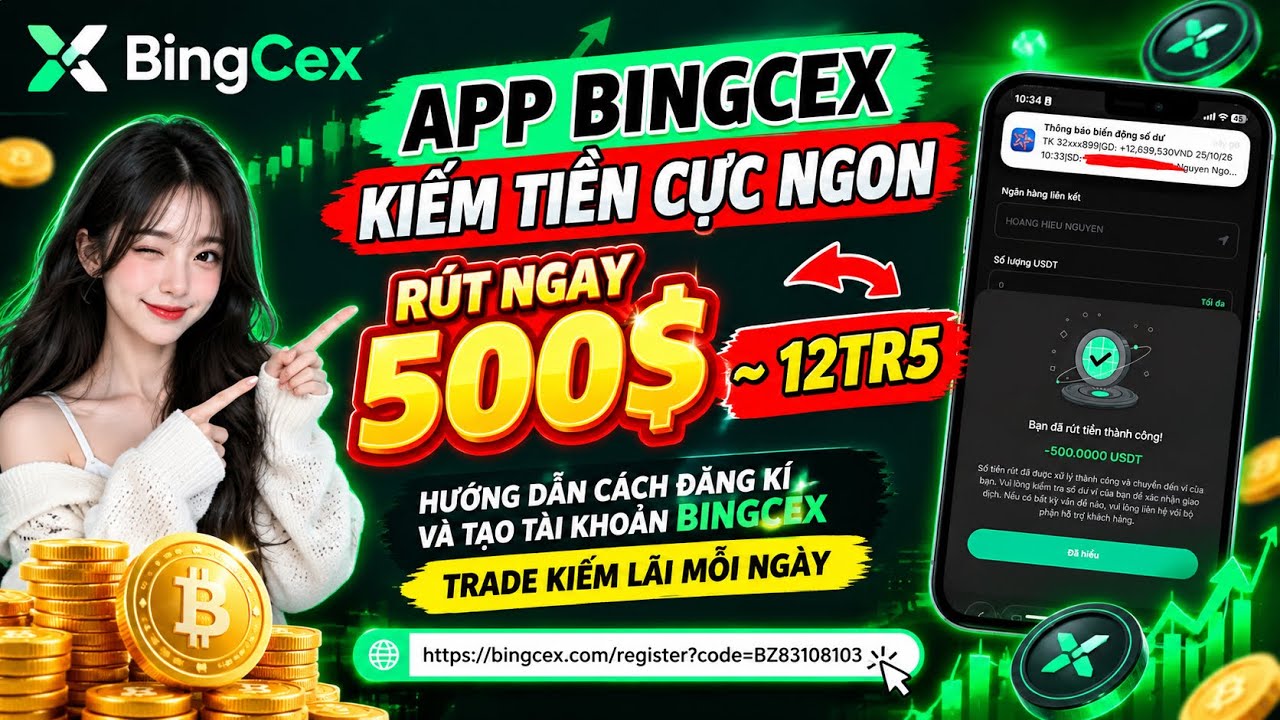 BingCex
APP BINGCEX
KIẾM TIỀN CỰC NGON
RÚT NGAY
500$
~ 12TR5
HƯỚNG DẪN CÁCH ĐĂNG KÍ
VÀ TẠO TÀI KHOẢN BINGCEX
TRADE KIẾM LÃI MỖI NGÀY
https://bingcex.com/register?code=BZ83108103
10:34
45
Thông báo biến động số dư
TK 32xxx899|GD: +12,639,530VND 25/10/26
10:33|SD:
Nguyen Ngo...
Ngân hàng liên kết
HOANG HIEU NGUYEN
Số lượng USDT
0
Tối đa
Bạn đã rút tiền thành công!
-500.0000 USDT
Số tiền rút đã được xử lý thành công và chuyển đến ví của
bạn. Vui lòng kiểm tra số dư ví của bạn để xác nhận giao
dịch. Nếu có bất kỳ vấn đề nào, vui lòng liên hệ với bộ
phận hỗ trợ khách hàng.
Đã hiểu